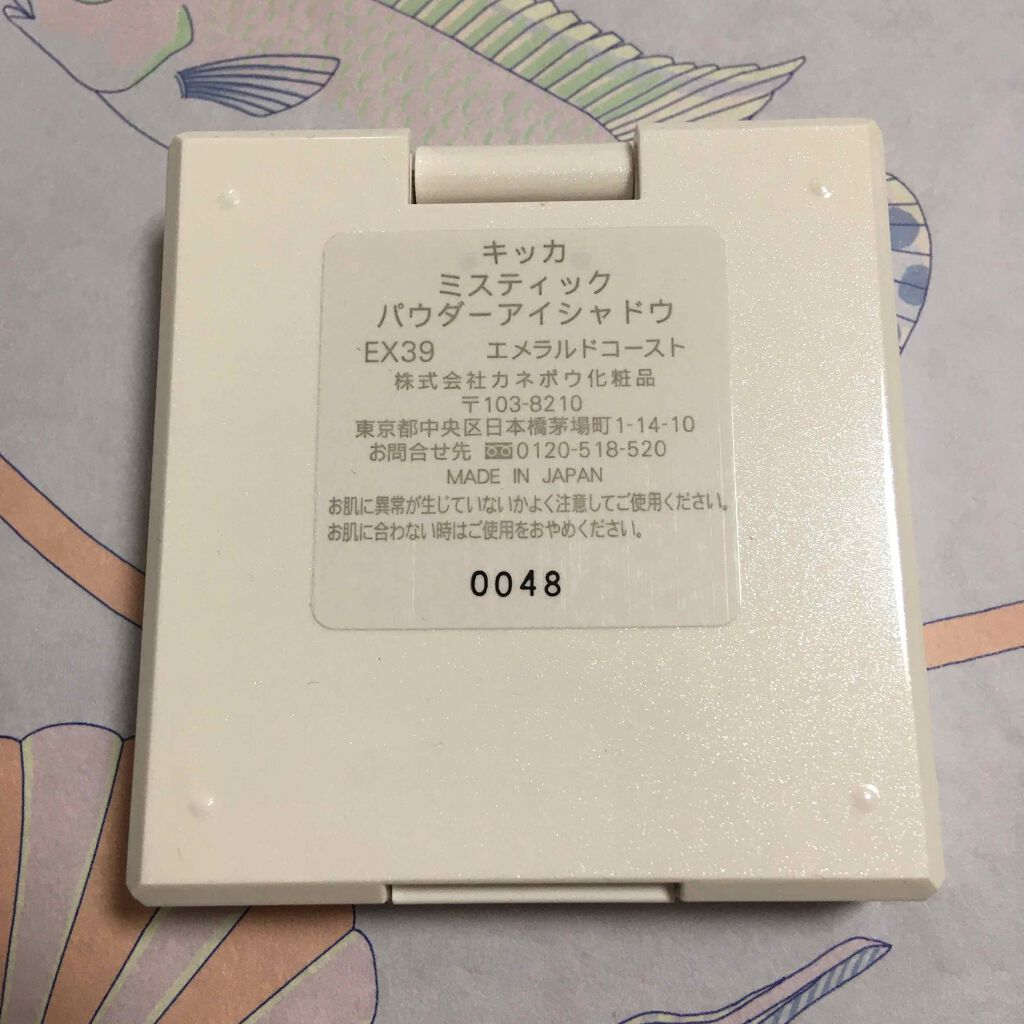 キッカ
ミスティック
パウダーアイシャドウ
EX39 エメラルドコースト
株式会社カネボウ化粧品
〒103-8210
東京都中央区日本橋茅場町1-14-10
お問合せ先 0120-518-520
MADE IN JAPAN
お肌に異常が生じていないかよく注意してご使用ください。
お肌に合わない時はご使用をおやめください。
0048